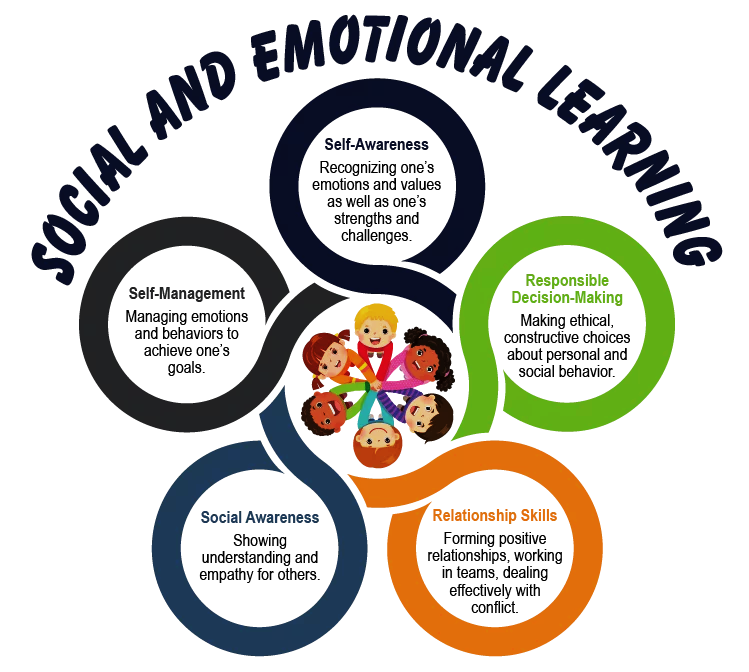 SOCIAL AND EMOTIONAL LEARNING
Self-Awareness
Recognizing one's
emotions and values
as well as one's
strengths and
challenges.
Self-Management
Managing emotions
and behaviors to
achieve one's
goals.
Responsible
Decision-Making
Making ethical,
constructive choices
about personal and
social behavior.
Social Awareness
Showing
understanding and
empathy for others.
Relationship Skills
Forming positive
relationships, working
in teams, dealing
effectively with
conflict.